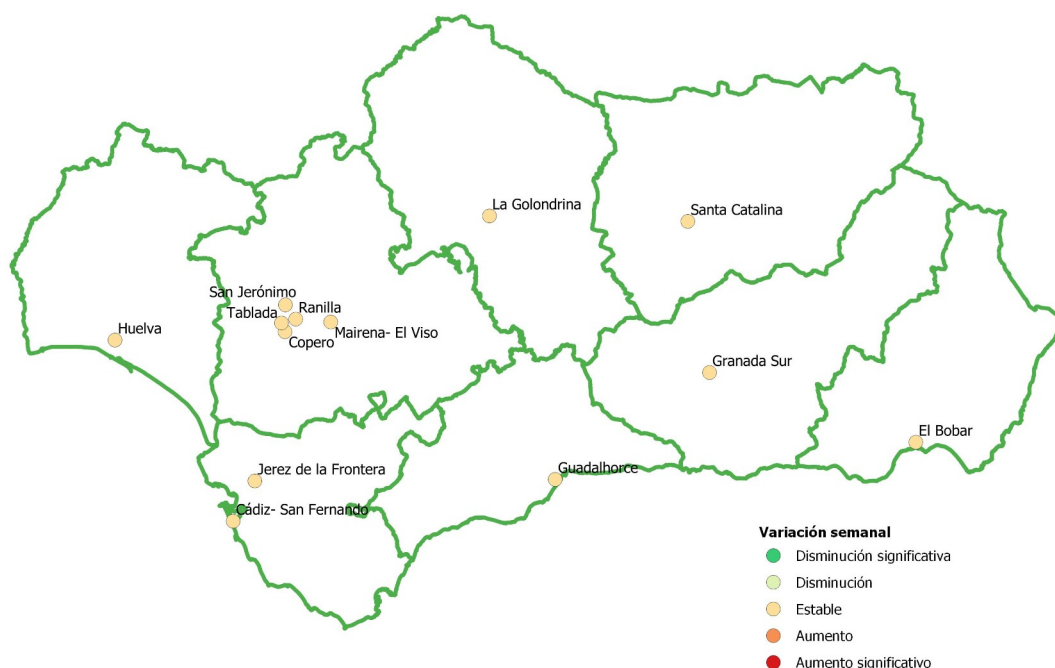 La Golondrina
Santa Catalina
San Jerónimo
Ranilla
Tablada
Mairena- El Viso
Huelva
Copero
Granada Sur
El Bobar
Jerez de la Frontera
Guadalhorce
Cádiz- San Fernando
Variación semanal
Disminución significativa
Disminución
Estable
Aumento
Aumento significativo